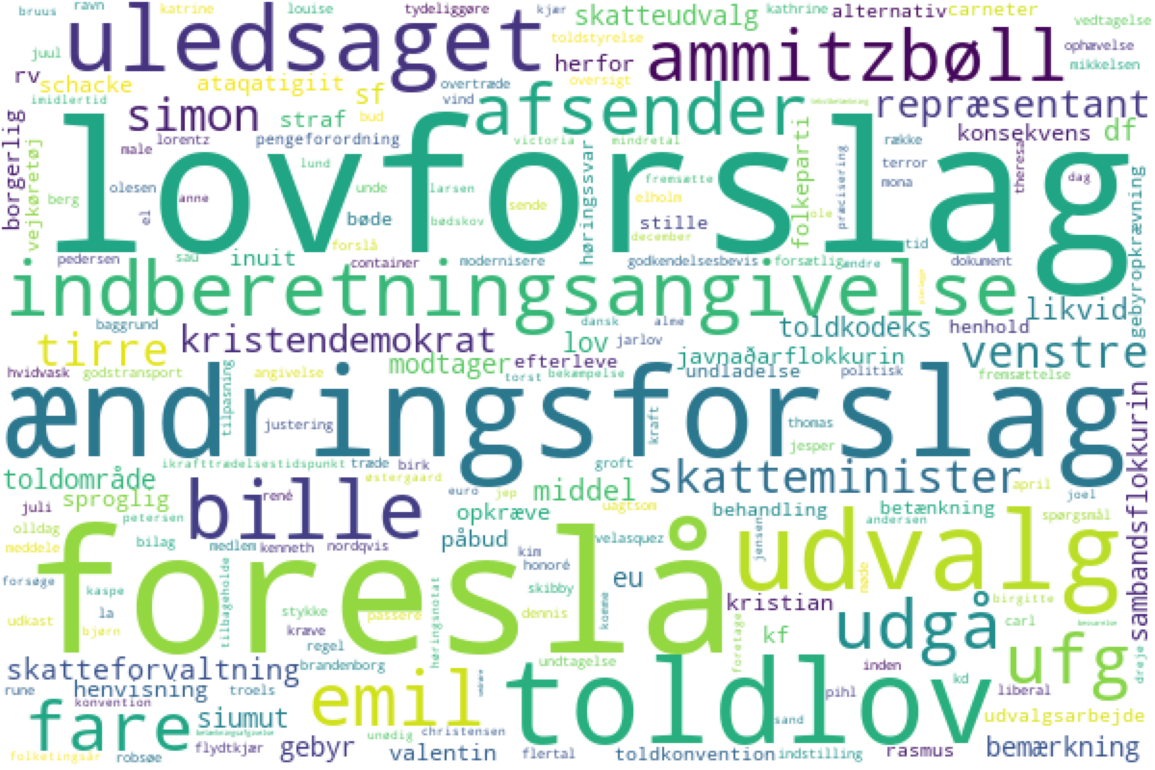 bruus ravn katrine louise tydeliggøre kjær skatteudvalg kathrine alternativ carneter vedtagelse
uledsaget toldstyrelse herfor ammitzbøll ophævelse
juul mikkelsen
rv schacke ataqatigiit sf overtræde oversigt
imidlertid vind
simon straf bud afsender repræsentant
borgerlig pengeforordning victoria mindretal konsekvens df
male lorentz række
lovforslag
vejkøretøj lund fremsætte folkeparti præcisering terror theresa dag
olesen unde larsen elholm mona
berg el anne sende ole
bøde bødskov høringssvar stille
forslå december tid
pedersen sau inuit container modernisere godkendelsesbevis forsætlig ændre dokument gebyropkrævning
indberetningsangivelse likvid
baggrund dansk alme toldkodeks henhold
tirre kristendemokrat lov jarlov venstre
modtager efterleve javnaðarflokkurin
hvidvask godstransport angivelse torst bekæmpelse undladelse politisk fremsættelse
ændringsforslag
tilpasning justering kraft thomas jesper sambandsflokkurin
ikrafttrædelsestidspunkt træde birk groft
toldområde østergaard skatteminister april
sproglig bille rené euro jep middel uagtsom joel
juli petersen opkræve behandling betænkning spørgsmål
olldag andersen
meddele bilag medlem kenneth nordqvis påbud kim velasquez jensen udvalg
foreslå honoré
forsøge kaspe skibby eu nøde birgitte
la stykke passere dennis komme kristian carl
udkast bjørn tilbageholde kræve høringsnotat foretage kf udgå
regel
skatteforvaltning brandenborg undtagelse inden ufg dreje
rune henvisning troels emil toldlov pihl kd liberal
konvention
fare siumut unødig christensen sand udvalgsarbejde
folketingsår robsøe flydtkjær gebyr valentin flertal toldkonvention indstilling rasmus bemærkning